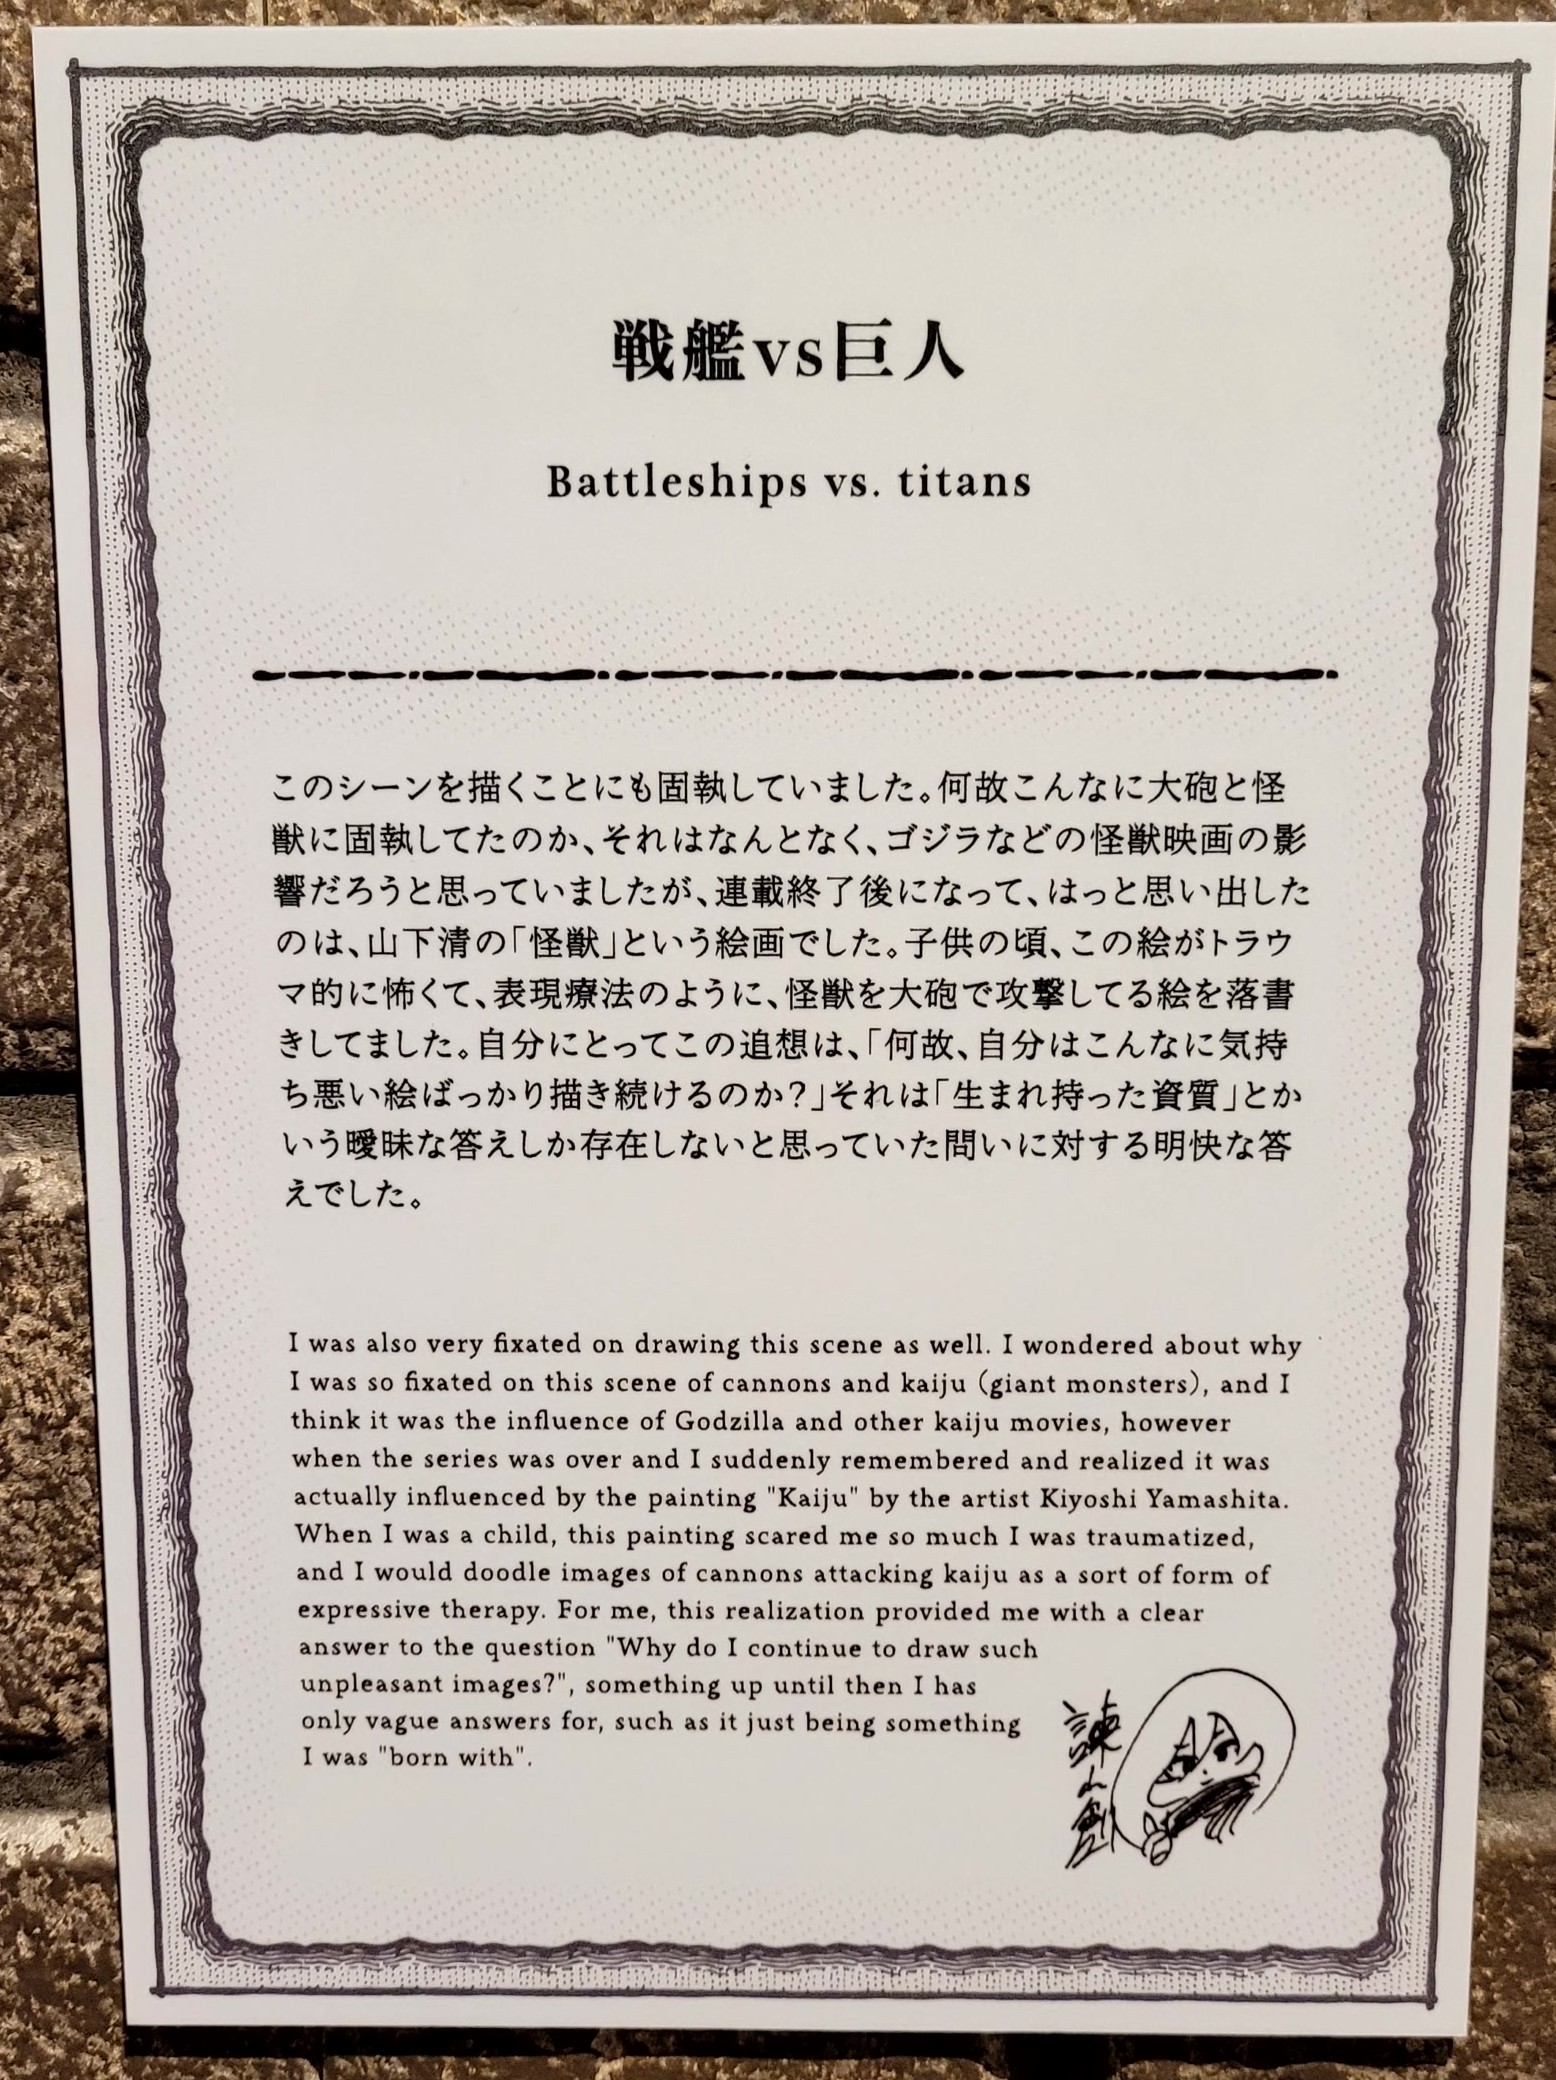 戦艦vs巨人
Battleships vs. titans
このシーンを描くことにも固執していました。何故こんなに大砲と怪
獣に固執してたのか、それはなんとなく、ゴジラなどの怪獣映画の影
響だろうと思っていましたが、連載終了後になって、はっと思い出した
のは、山下清の「怪獣」という絵画でした。子供の頃、この絵がトラウ
マ的に怖くて、表現療法のように、怪獣を大砲で攻撃してる絵を落書
きしてました。自分にとってこの追想は、「何故、自分はこんなに気持
ち悪い絵ばっかり描き続けるのか?」それは「生まれ持った資質」とか
いう曖昧な答えしか存在しないと思っていた問いに対する明快な答
えでした。
I was also very fixated on drawing this scene as well. I wondered about why
I was so fixated on this scene of cannons and kaiju (giant monsters), and I
think it was the influence of Godzilla and other kaiju movies, however
when the series was over and I suddenly remembered and realized it was
actually influenced by the painting "Kaiju" by the artist Kiyoshi Yamashita.
When I was a child, this painting scared me so much I was traumatized,
and I would doodle images of cannons attacking kaiju as a sort of form of
expressive therapy. For me, this realization provided me with a clear
answer to the question "Why do I continue to draw such
unpleasant images?", something up until then I has
only vague answers for, such as it just being something
I was "born with".
諫山創